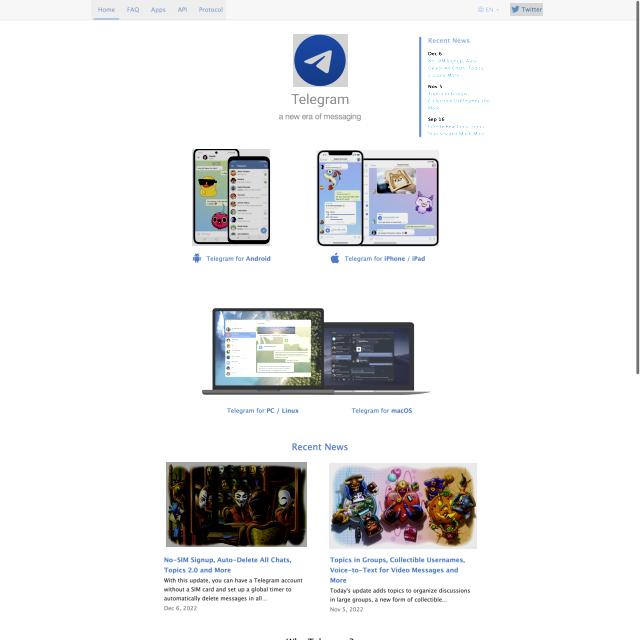 Home FAQ Apps API Protocol EN Twitter
Telegram
a new era of messaging
Recent News
Dec 6
Nov 5
Sep 16
Telegram for Android
Telegram for iPhone / iPad
Telegram for PC / Linux
Telegram for macOS
Recent News
No-SIM Signup, Auto-Delete All Chats,
Topics 2.0 and More
With this update, you can have a Telegram account
without a SIM card and set up a global timer to
automatically delete messages in all...
Dec 6, 2022
Topics in Groups, Collectible Usernames,
Voice-to-Text for Video Messages and
More
Today's update adds topics to organize discussions
in large groups, a new form of collectible...
Nov 5, 2022